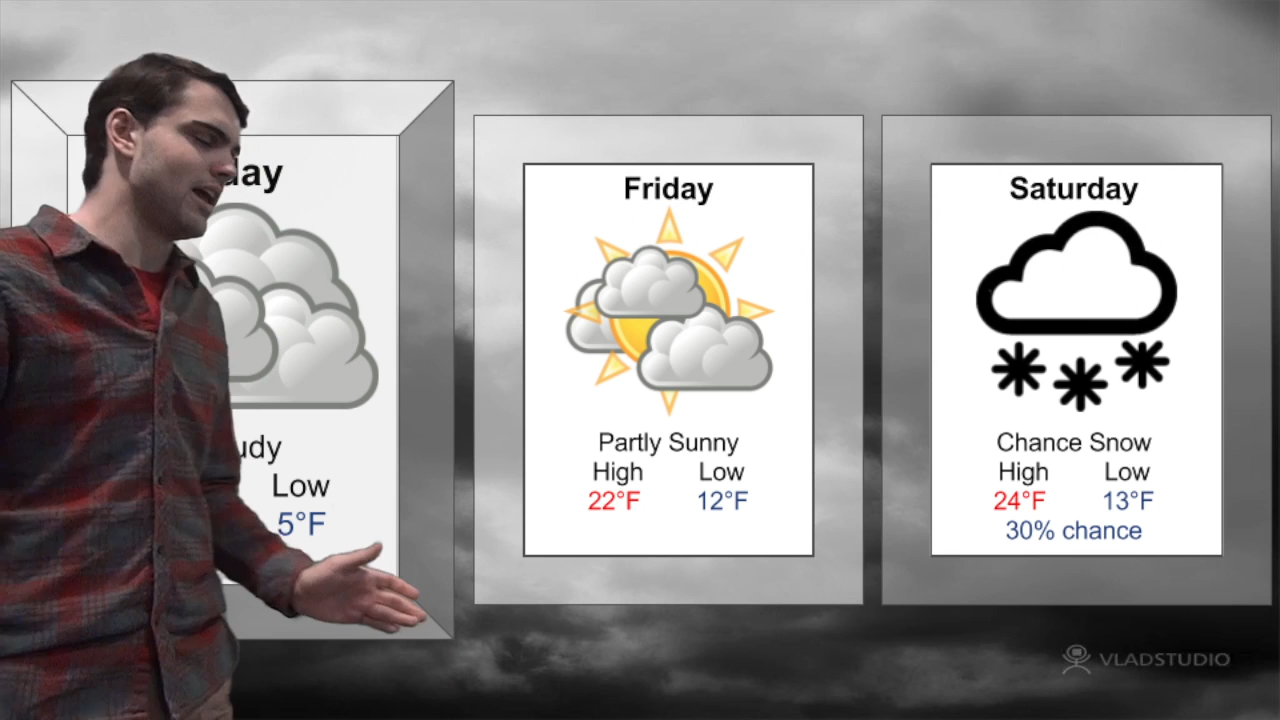 day
udy
Low
5°F
Friday
Partly Sunny
High Low
22°F 12°F
Saturday
Chance Snow
High Low
24°F 13°F
30% chance
VLADSTUDIO